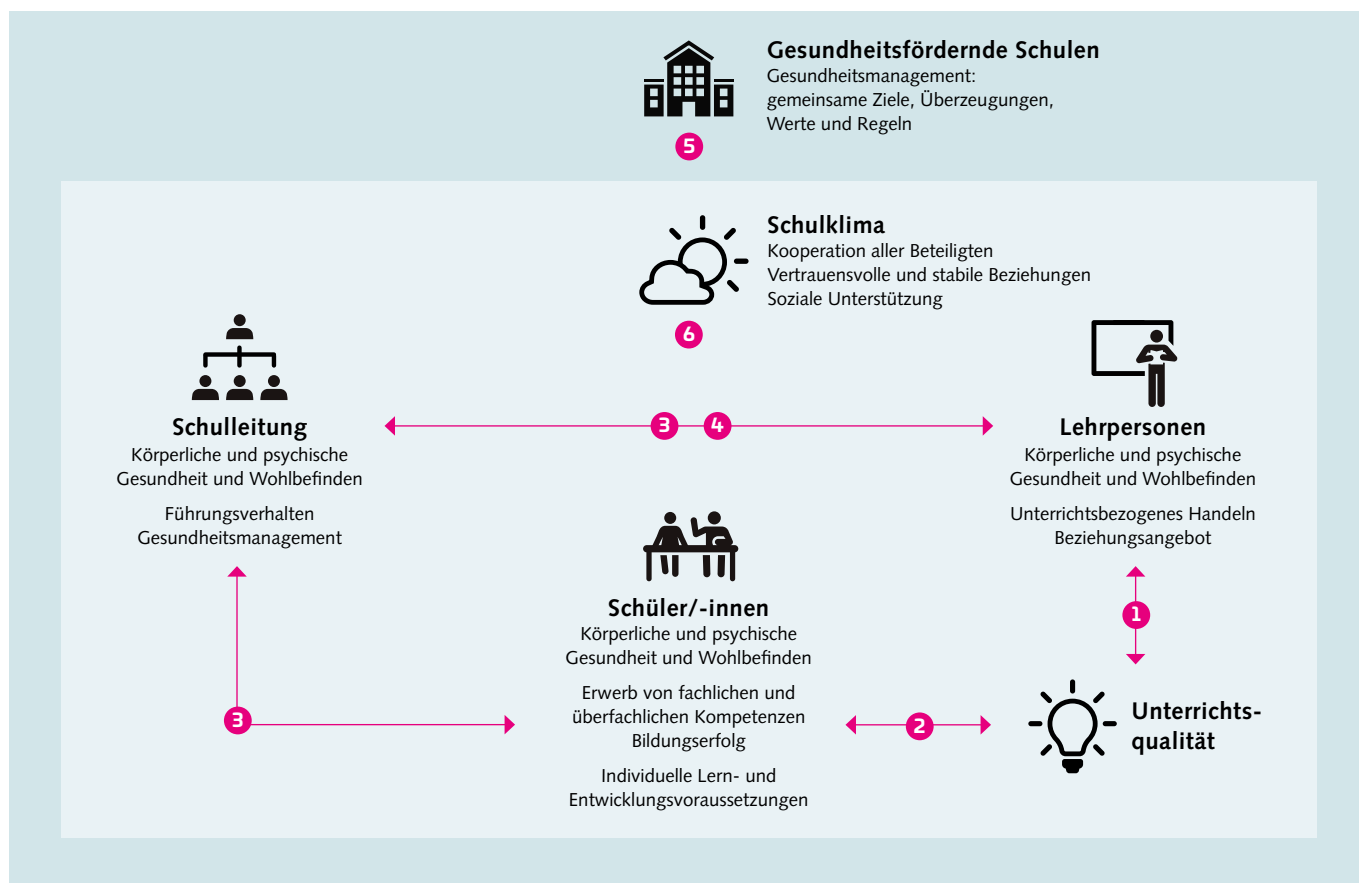 Gesundheitsfördernde Schulen
Gesundheitsmanagement:
gemeinsame Ziele, Überzeugungen,
Werte und Regeln
5
Schulklima
Kooperation aller Beteiligten
Vertrauensvolle und stabile Beziehungen
Soziale Unterstützung
6
Schulleitung
Körperliche und psychische
Gesundheit und Wohlbefinden
Führungsverhalten
Gesundheitsmanagement
3 4
Lehrpersonen
Körperliche und psychische
Gesundheit und Wohlbefinden
Unterrichtsbezogenes Handeln
Beziehungsangebot
1
Schüler/-innen
Körperliche und psychische
Gesundheit und Wohlbefinden
Erwerb von fachlichen und
überfachlichen Kompetenzen
Bildungserfolg
Individuelle Lern- und
Entwicklungsvoraussetzungen
3
2
Unterrichts-
qualität